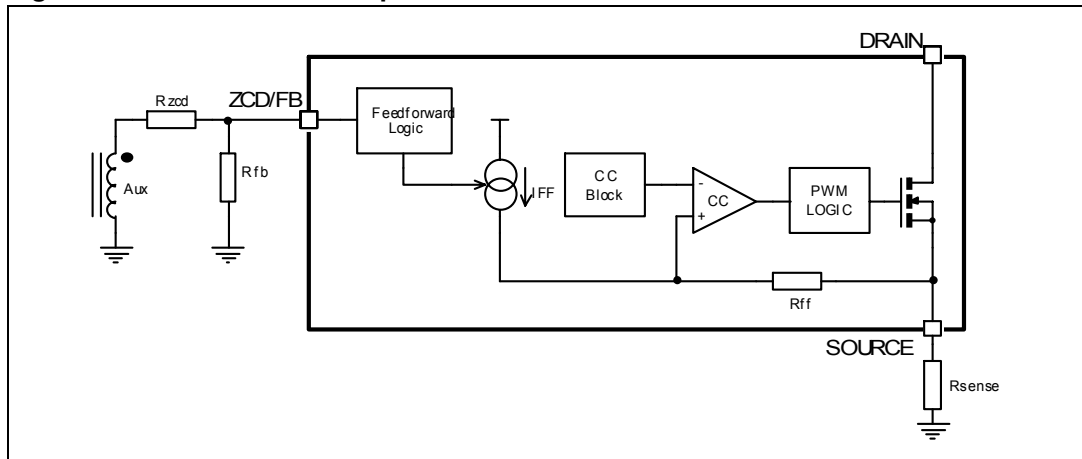 DRAIN
Rzcd
ZCD/FB
Feedforward
Logic
Rfb
Aux
IFF
CC
Block
-
CC
+
PWM
LOGIC
Rff
SOURCE
Rsense